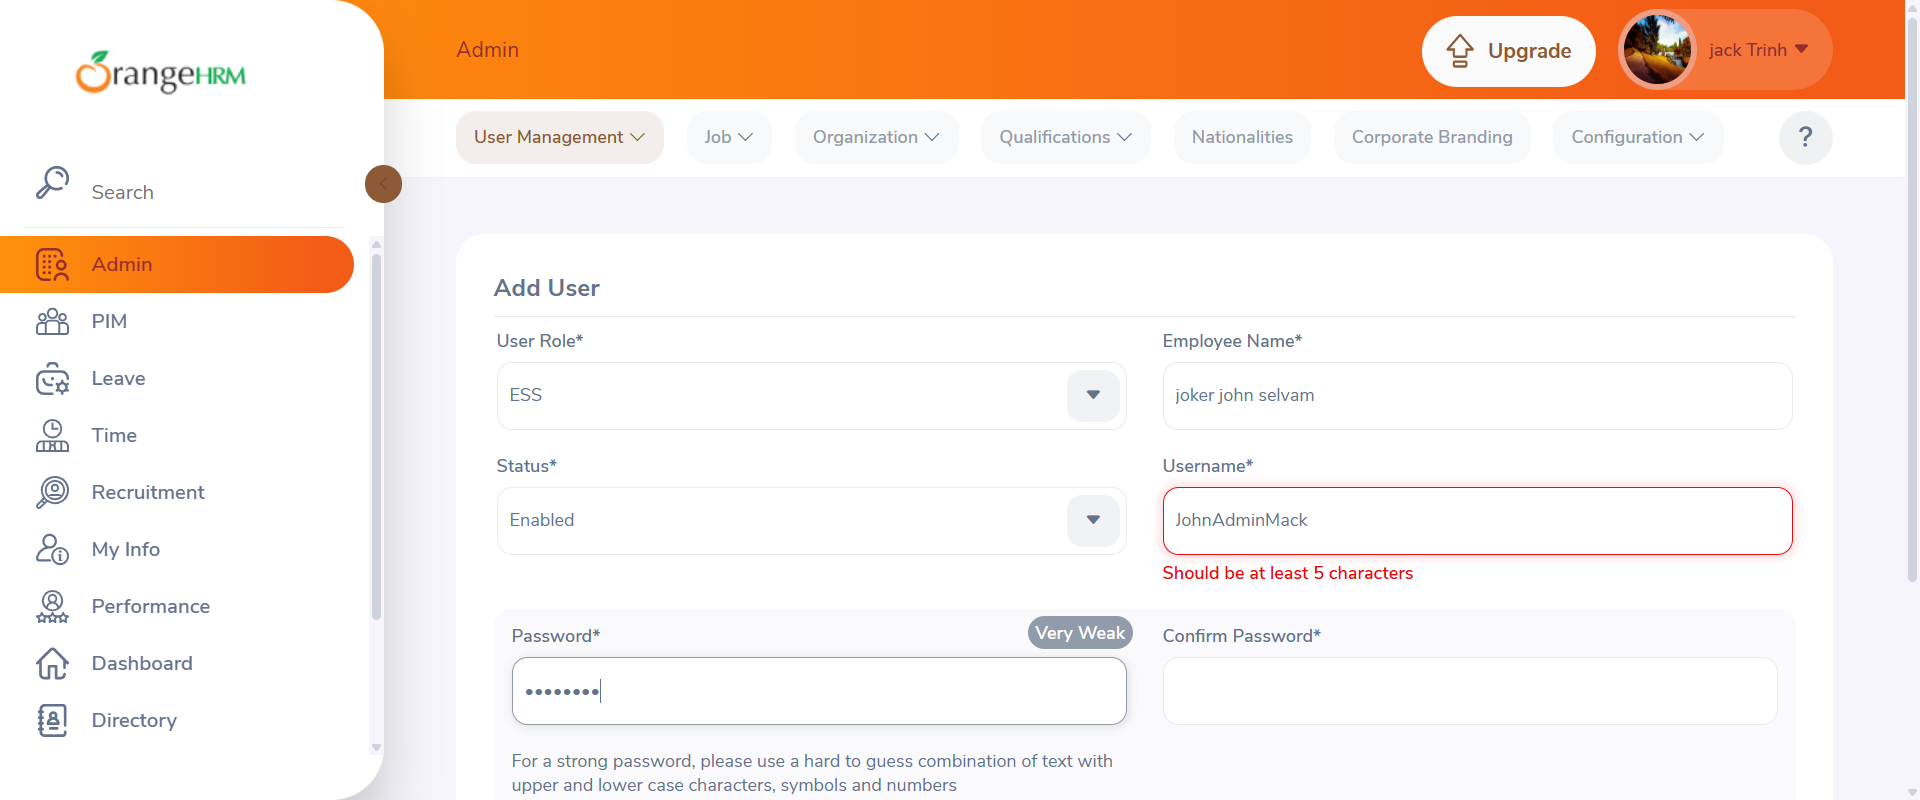 OrangeHRM
Search
Admin
PIM
Leave
Time
Recruitment
My Info
Performance
Dashboard
Directory
Admin
Upgrade
jack Trinh
User Management
Job
Organization
Qualifications
Nationalities
Corporate Branding
Configuration
?
Add User
User Role*
Employee Name*
ESS
joker john selvam
Status*
Username*
Enabled
JohnAdminMack
Should be at least 5 characters
Password*
Very Weak
Confirm Password*
••••••••
For a strong password, please use a hard to guess combination of text with
upper and lower case characters, symbols and numbers